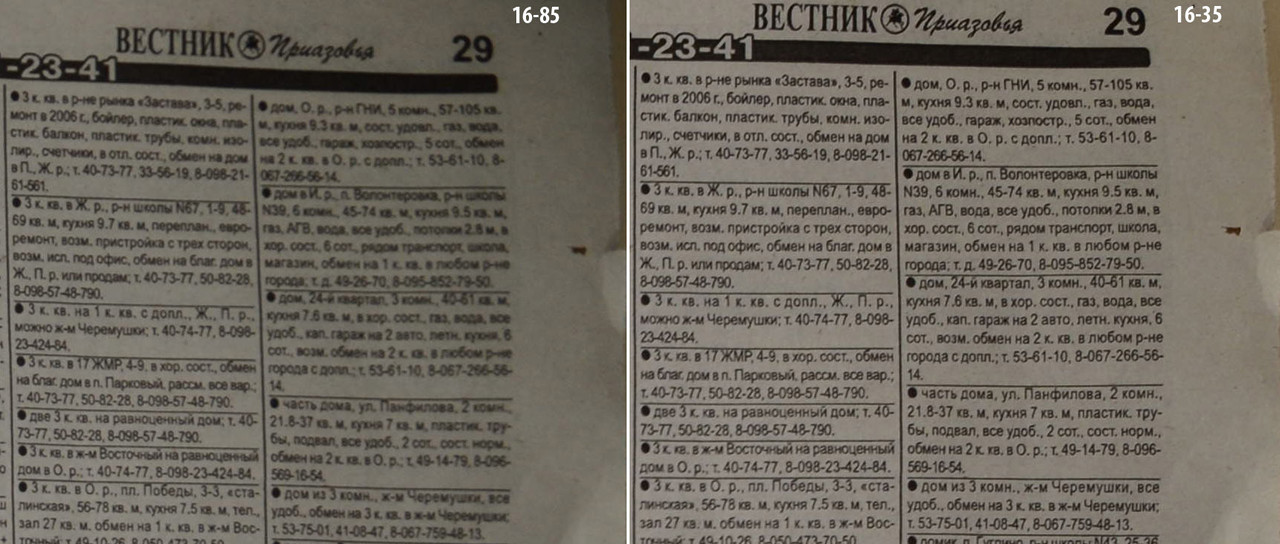 16-85
ВЕСТНИК Приазовья 29
-23-41
● 3 к. кв. в р-не рынка «Застава», 3-5, ре-
монт в 2006 г., бойлер, пластик. окна, пла-
стик. балкон, пластик. трубы, комн. изо-
лир., счетчики, в отл. сост., обмен на дом
в П., Ж. р.; т. 40-73-77, 33-56-19, 8-098-21-
61-561.
● 3 к. кв. в Ж. р., р-н школы N67, 1-9, 48-
69 кв. м, кухня 9.7 кв. м, переплан., евро-
ремонт, возм. пристройка с трех сторон,
возм. исп. под офис, обмен на благ. дом в
Ж., П. р. или продам; т. 40-73-77, 50-82-28,
8-098-57-48-790.
● 3 к. кв. на 1 к. кв. с допл., Ж., П. р.,
можно ж-м Черемушки; т. 40-74-77, 8-098-
23-424-84.
● 3 к. кв. в 17 ЖМР, 4-9, в хор. сост., обмен
на благ. дом в п. Парковый, рассм. все вар.;
т. 40-73-77, 50-82-28, 8-098-57-48-790.
● две 3 к. кв. на равноценный дом; т. 40-
73-77, 50-82-28, 8-098-57-48-790.
● 3 к. кв. в ж-м Восточный на равноценный
дом в О. р.; т. 40-74-77, 8-098-23-424-84.
● 3 к. кв. в О. р., пл. Победы, 3-3, «ста-
линская», 56-78 кв. м, кухня 7.5 кв. м, тел.,
зал 27 кв. м. обмен на 1 к. кв. в ж-м Вос-
точный; т. 49-10-26, 8-050-473-70-50.
● дом, О. р., р-н ГНИ, 5 комн., 57-105 кв.
м, кухня 9.3 кв. м, сост. удовл., газ, вода,
все удоб., гараж, хозпостр., 5 сот., обмен
на 2 к. кв. в О. р. с допл.; т. 53-61-10, 8-
067-266-56-14.
● дом в И. р., п. Волонтеровка, р-н школы
N39, 6 комн., 45-74 кв. м, кухня 9.5 кв. м,
газ, АГВ, вода, все удоб., потолки 2.8 м, в
хор. сост., 6 сот., рядом транспорт, школа,
магазин, обмен на 1 к. кв. в любом р-не
города, т. д. 49-26-70, 8-095-852-79-50.
● дом, 24-й квартал, 3 комн., 40-61 кв. м,
кухня 7.6 кв. м, в хор. сост., газ, вода, все
удоб., кап. гараж на 2 авто, летн. кухня, 6
сот., возм. обмен на 2 к. кв. в любом р-не
города с допл.; т. 53-61-10, 8-067-266-56-
14.
● часть дома, ул. Панфилова, 2 комн.,
21.8-37 кв. м, кухня 7 кв. м, пластик. тру-
бы, подвал, все удоб., 2 сот., сост. норм.,
обмен на 2 к. кв. в О. р.; т. 49-14-79, 8-096-
569-16-54.
● дом из 3 комн., ж-м Черемушки, все
удоб., обмен на 3 к. кв. в ж-м Черемушки;
т. 53-75-01, 41-08-47, 8-067-759-48-13.
16-35
ВЕСТНИК Приазовья 29
-23-41
● 3 к. кв. в р-не рынка «Застава», 3-5, ре-
монт в 2006 г., бойлер, пластик. окна, пла-
стик. балкон, пластик. трубы, комн. изо-
лир., счетчики, в отл. сост., обмен на дом
в П., Ж. р.; т. 40-73-77, 33-56-19, 8-098-21-
61-561.
● 3 к. кв. в Ж. р., р-н школы N67, 1-9, 48-
69 кв. м, кухня 9.7 кв. м, переплан., евро-
ремонт, возм. пристройка с трех сторон,
возм. исп. под офис, обмен на благ. дом в
Ж., П. р. или продам; т. 40-73-77, 50-82-28,
8-098-57-48-790.
● 3 к. кв. на 1 к. кв. с допл., Ж., П. р.,
можно ж-м Черемушки; т. 40-74-77, 8-098-
23-424-84.
● 3 к. кв. в 17 ЖМР, 4-9, в хор. сост., обмен
на благ. дом в п. Парковый, рассм. все вар.;
т. 40-73-77, 50-82-28, 8-098-57-48-790.
● две 3 к. кв. на равноценный дом; т. 40-
73-77, 50-82-28, 8-098-57-48-790.
● 3 к. кв. в ж-м Восточный на равноценный
дом в О. р.; т. 40-74-77, 8-098-23-424-84.
● 3 к. кв. в О. р., пл. Победы, 3-3, «ста-
линская», 56-78 кв. м, кухня 7.5 кв. м, тел.,
зал 27 кв. м. обмен на 1 к. кв. в ж-м Вос-
точный; т. 49-10-26, 8-050-473-70-50.
● дом, О. р., р-н ГНИ, 5 комн., 57-105 кв.
м, кухня 9.3 кв. м, сост. удовл., газ, вода,
все удоб., гараж, хозпостр., 5 сот., обмен
на 2 к. кв. в О. р. с допл.; т. 53-61-10, 8-
067-266-56-14.
● дом в И. р., п. Волонтеровка, р-н школы
N39, 6 комн., 45-74 кв. м, кухня 9.5 кв. м,
газ, АГВ, вода, все удоб., потолки 2.8 м, в
хор. сост., 6 сот., рядом транспорт, школа,
магазин, обмен на 1 к. кв. в любом р-не
города; т. д. 49-26-70, 8-095-852-79-50.
● дом, 24-й квартал, 3 комн., 40-61 кв. м,
кухня 7.6 кв. м, в хор. сост., газ, вода, все
удоб., кап. гараж на 2 авто, летн. кухня, 6
сот., возм. обмен на 2 к. кв. в любом р-не
города с допл.; т. 53-61-10, 8-067-266-56-
14.
● часть дома, ул. Панфилова, 2 комн.,
21.8-37 кв. м, кухня 7 кв. м, пластик. тру-
бы, подвал, все удоб., 2 сот., сост. норм.,
обмен на 2 к. кв. в О. р.; т. 49-14-79, 8-096-
569-16-54.
● дом из 3 комн., ж-м Черемушки, все
удоб., обмен на 3 к. кв. в ж-м Черемушки;
т. 53-75-01, 41-08-47, 8-067-759-48-13.